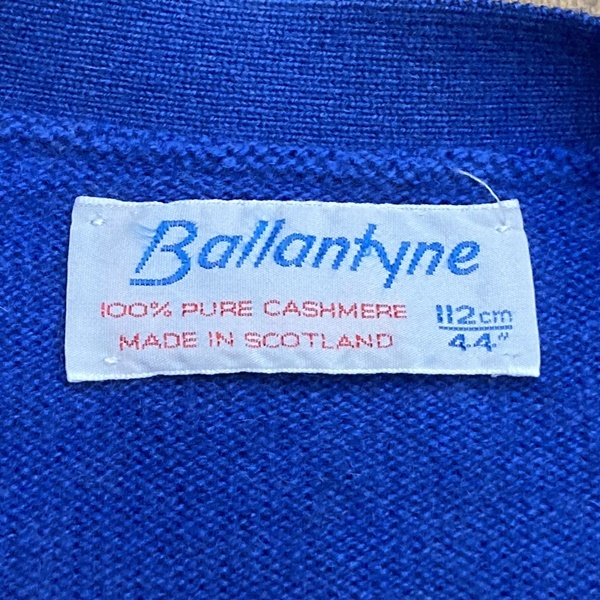 Ballantyne
100% PURE CASHMERE
MADE IN SCOTLAND
112cm
44"